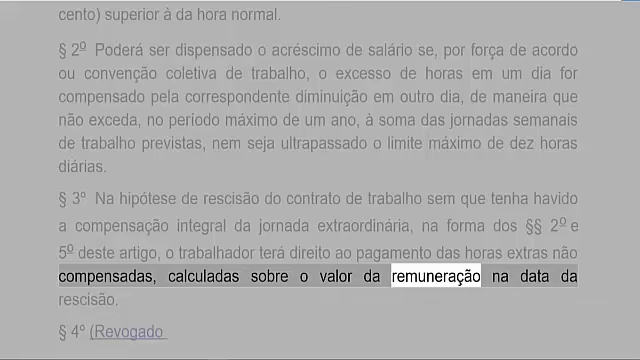 cento) superior à da hora normal.
§ 2º Poderá ser dispensado o acréscimo de salário se, por força de acordo
ou convenção coletiva de trabalho, o excesso de horas em um dia for
compensado pela correspondente diminuição em outro dia, de maneira que
não exceda, no período máximo de um ano, à soma das jornadas semanais
de trabalho previstas, nem seja ultrapassado o limite máximo de dez horas
diárias.
§ 3º Na hipótese de rescisão do contrato de trabalho sem que tenha havido
a compensação integral da jornada extraordinária, na forma dos §§ 2º e
5º deste artigo, o trabalhador terá direito ao pagamento das horas extras não
compensadas, calculadas sobre o valor da remuneração na data da
rescisão.
§ 4º (Revogado